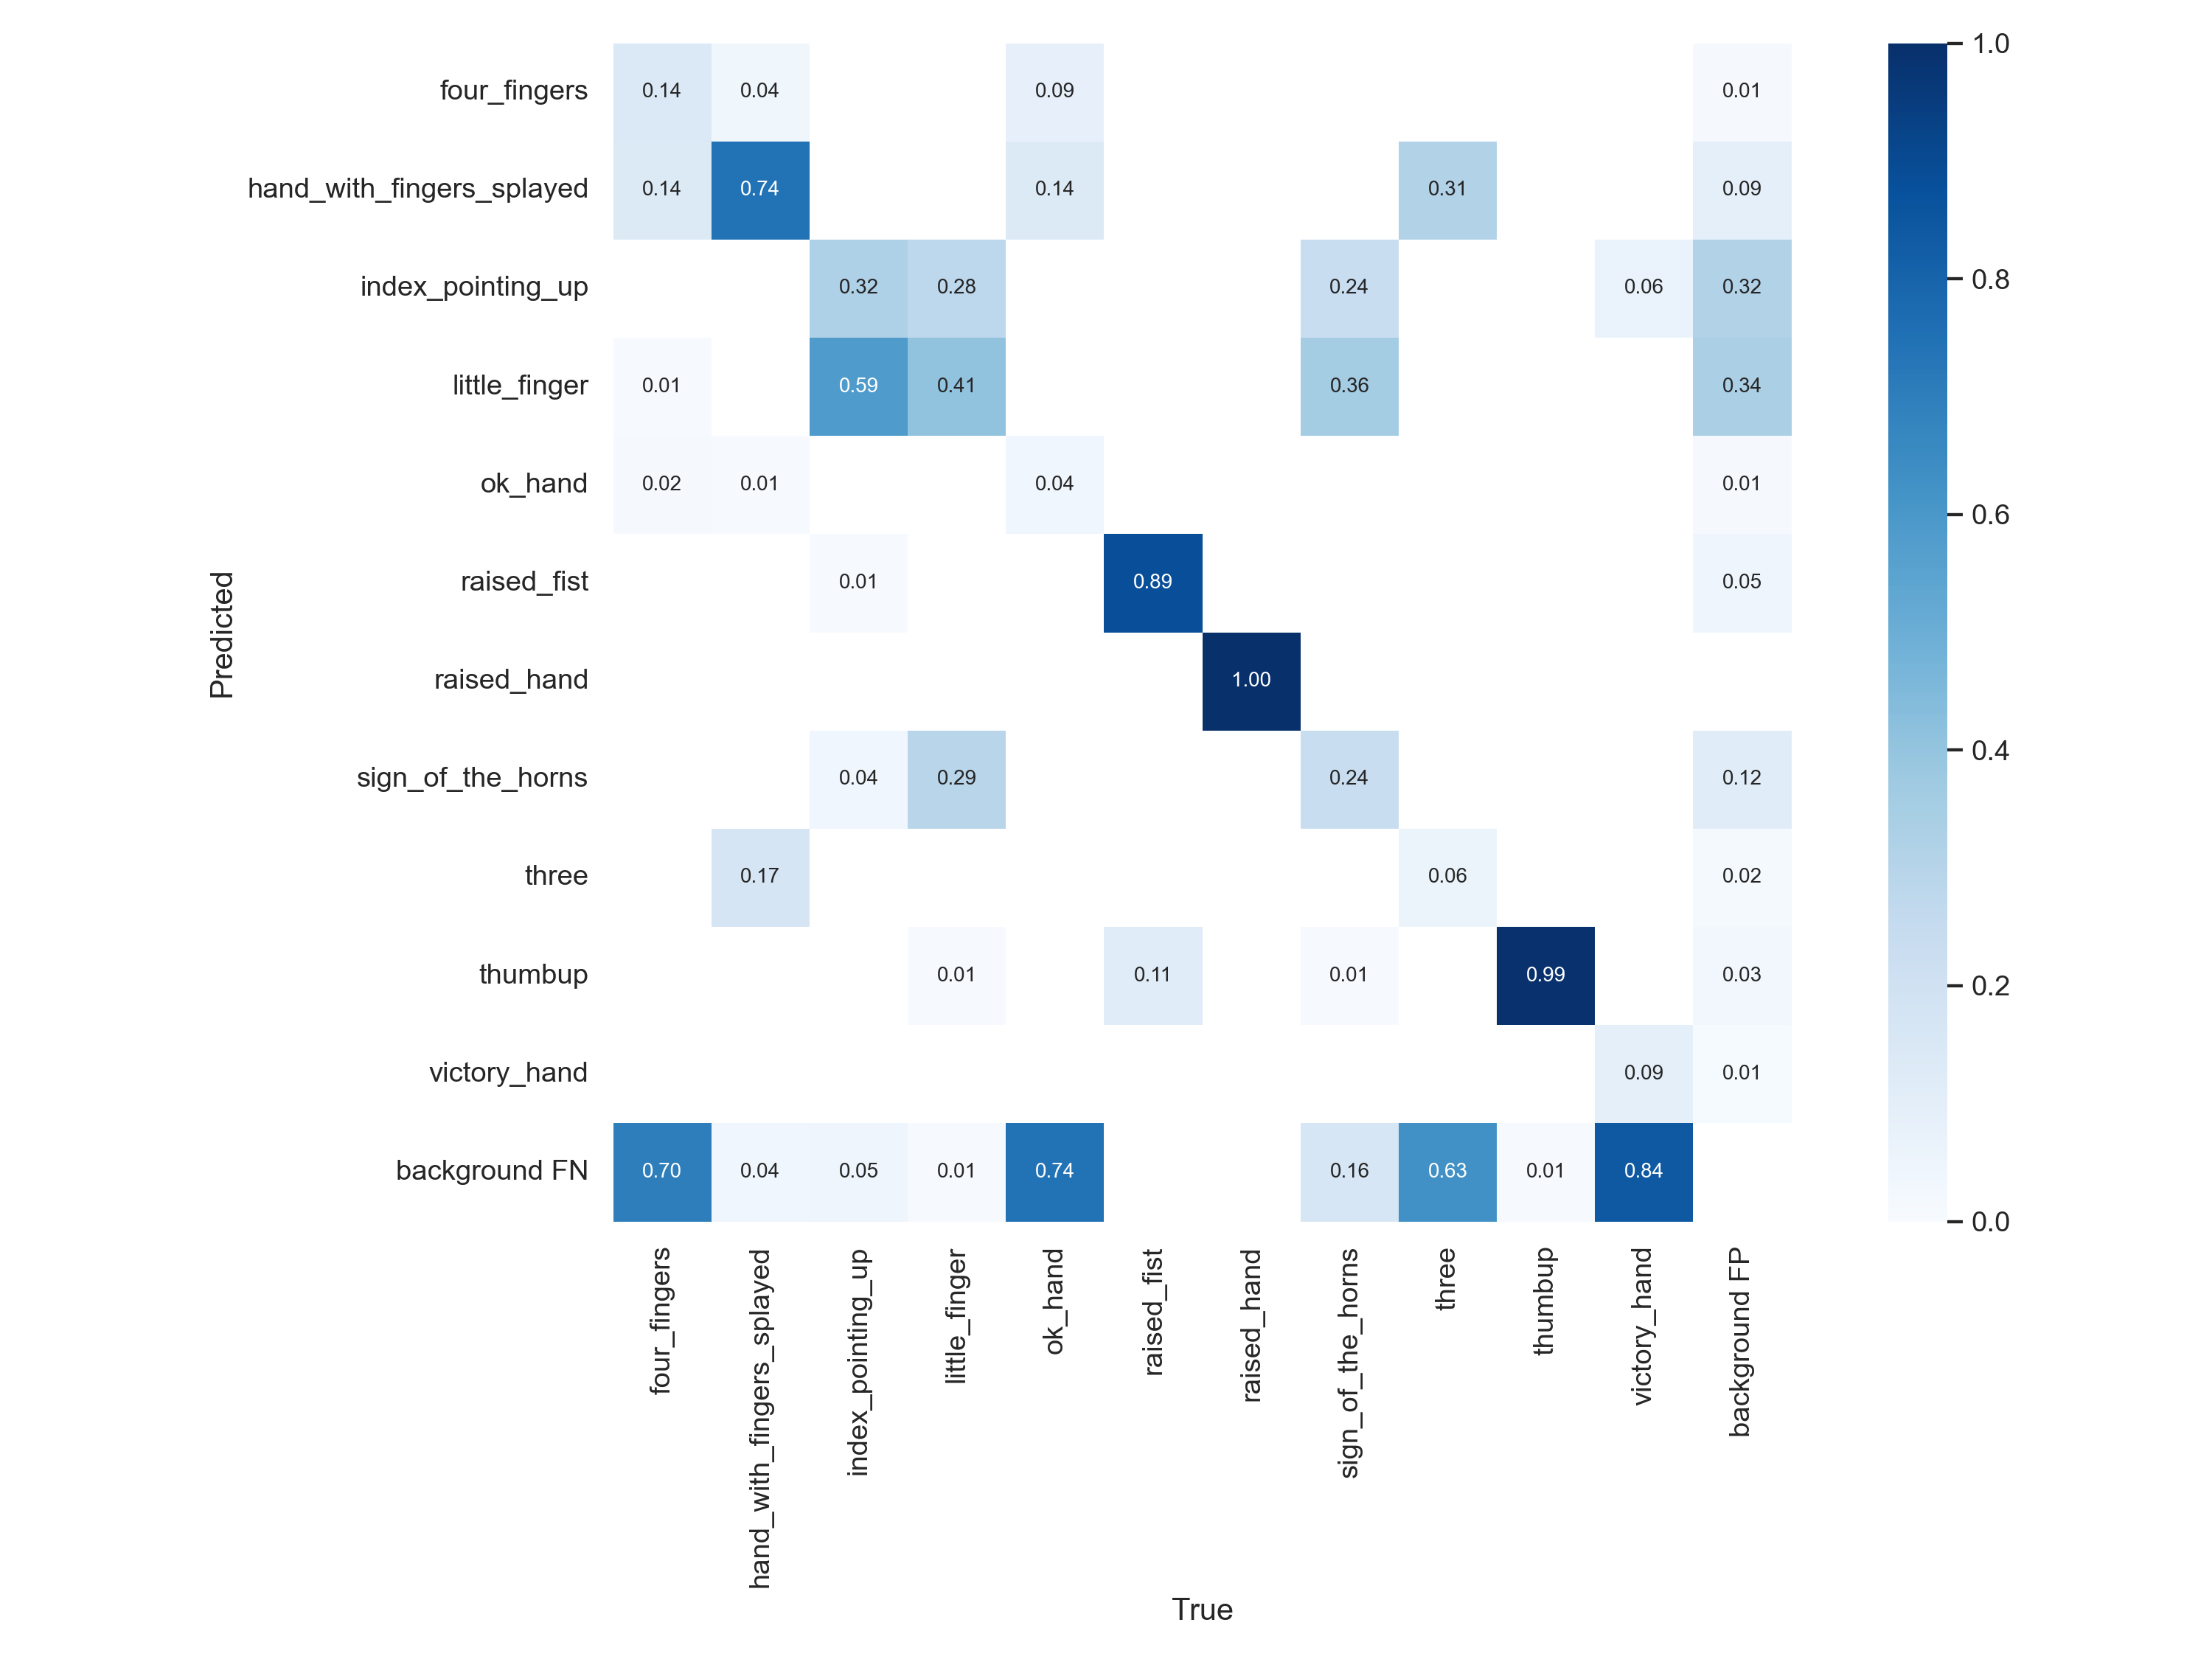 four_fingers 0.14 0.04 0.09 0.01 1.0
hand_with_fingers_splayed 0.14 0.74 0.14 0.31 0.09
index_pointing_up 0.32 0.28 0.24 0.06 0.32 0.8
little_finger 0.01 0.59 0.41 0.36 0.34
ok_hand 0.02 0.01 0.04 0.01 0.6
raised_fist 0.01 0.89 0.05
Predicted
raised_hand 1.00
sign_of_the_horns 0.04 0.29 0.24 0.12 0.4
three 0.17 0.06 0.02
thumbup 0.01 0.11 0.01 0.99 0.03 0.2
victory_hand 0.09 0.01
background FN 0.70 0.04 0.05 0.01 0.74 0.16 0.63 0.01 0.84 0.0
four_fingers
hand_with_fingers_splayed
index_pointing_up
little_finger
ok_hand
raised_fist
raised_hand
sign_of_the_horns
three
thumbup
victory_hand
background FP
True